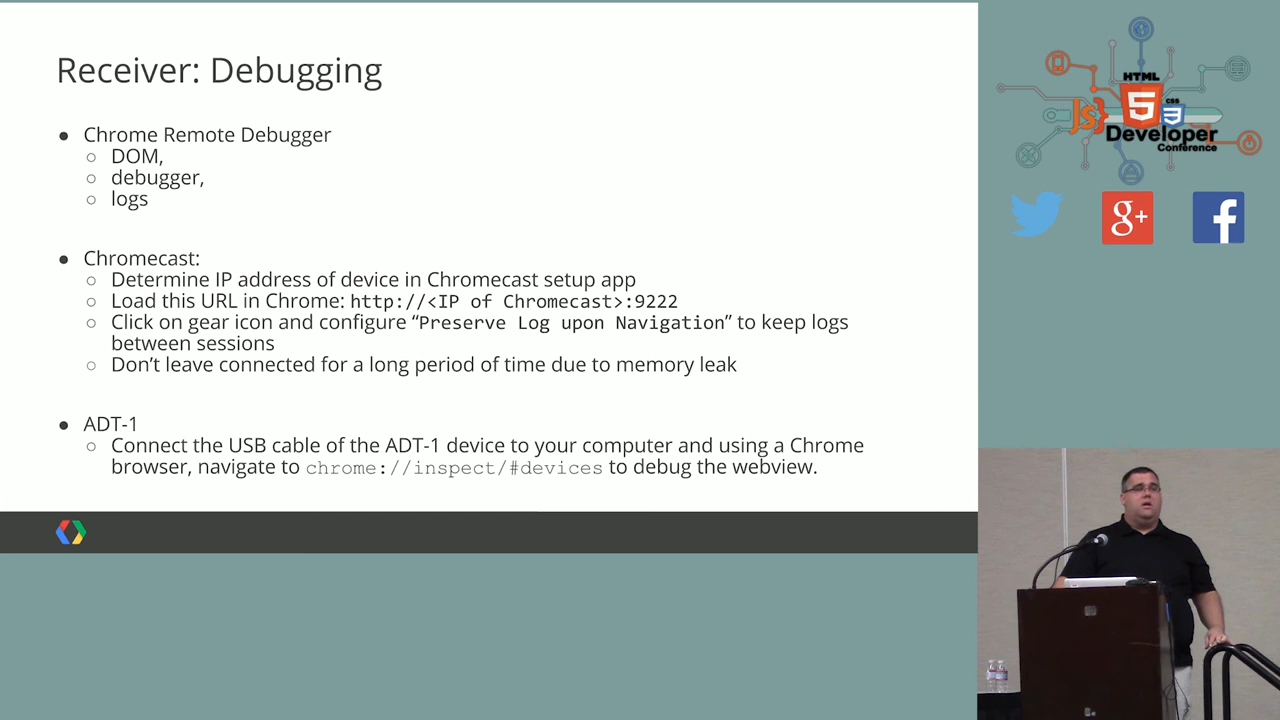 Receiver: Debugging
● Chrome Remote Debugger
○ DOM,
○ debugger,
○ logs
● Chromecast:
○ Determine IP address of device in Chromecast setup app
○ Load this URL in Chrome: http://<IP of Chromecast>:9222
○ Click on gear icon and configure “Preserve Log upon Navigation” to keep logs
between sessions
○ Don’t leave connected for a long period of time due to memory leak
● ADT-1
○ Connect the USB cable of the ADT-1 device to your computer and using a Chrome
browser, navigate to chrome://inspect/#devices to debug the webview.
HTML
5
JS}
CSS
3
Developer
Conference
g+
f